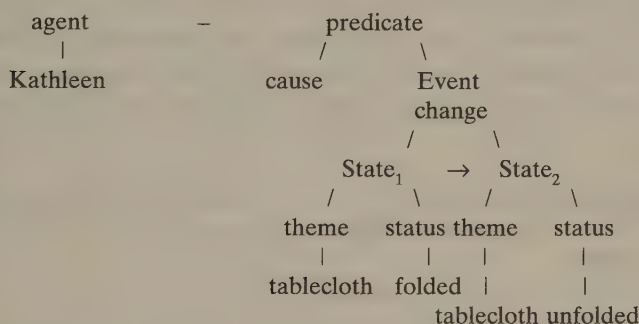 agent – predicate
Kathleen cause Event
change
State₁ → State₂
theme status theme status
tablecloth folded
tablecloth unfolded